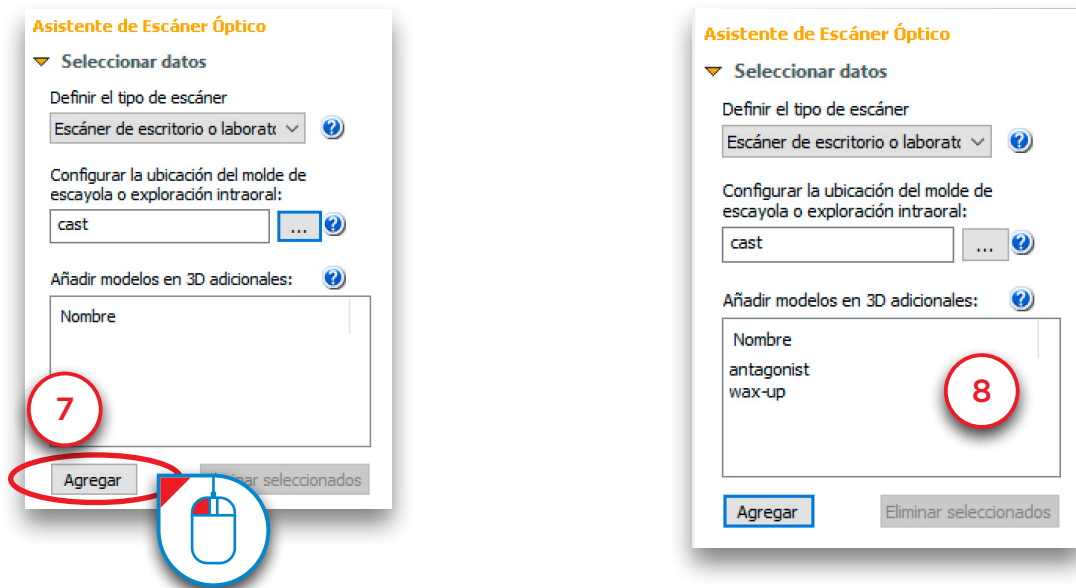 Asistente de Escáner Óptico
Seleccionar datos
Definir el tipo de escáner
Escáner de escritorio o laborat
?
Configurar la ubicación del molde de
escayola o exploración intraoral:
cast
...
?
Añadir modelos en 3D adicionales:
?
Nombre
7
Agregar
seleccionados
Asistente de Escáner Óptico
Seleccionar datos
Definir el tipo de escáner
Escáner de escritorio o laborat
?
Configurar la ubicación del molde de
escayola o exploración intraoral:
cast
...
?
Añadir modelos en 3D adicionales:
?
Nombre
antagonist
wax-up
8
Agregar
Eliminar seleccionados